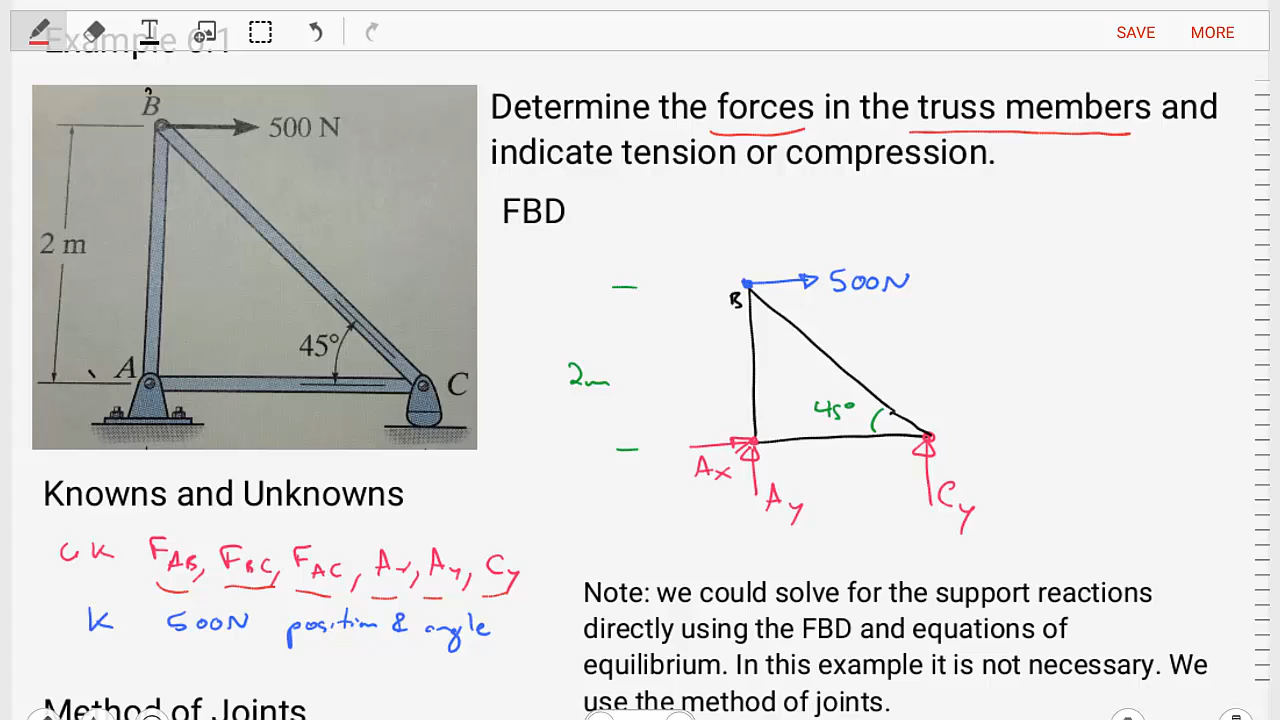 Example 6.1
SAVE
MORE
B
500 N
2 m
45°
A
C
Determine the forces in the truss members and
indicate tension or compression.
FBD
B
500N
2m
45°
Ax
Ay
Cy
Knowns and Unknowns
UK FAB, FBC, FAC, Ax, Ay, Cy
K 500N position & angle
Note: we could solve for the support reactions
directly using the FBD and equations of
equilibrium. In this example it is not necessary. We
use the method of joints.
Method of Joints